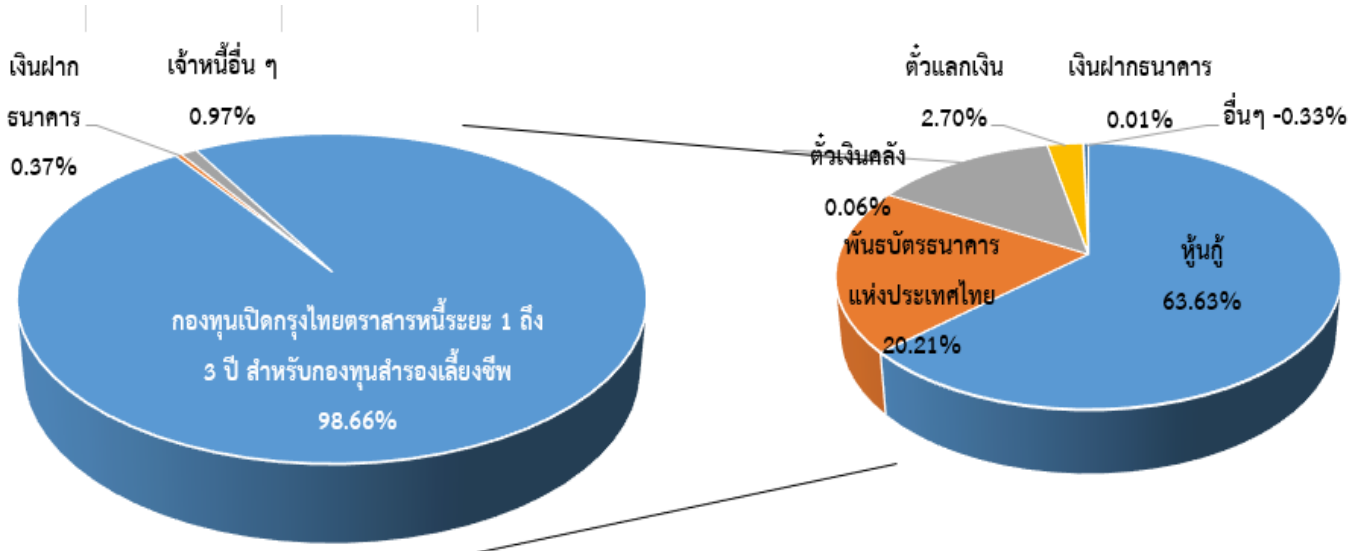 เงินฝาก
ธนาคาร
0.37%
เจ้าหนี้อื่น ๆ
0.97%
กองทุนเปิดกรุงไทยตราสารหนี้ระยะ 1 ถึง
3 ปี สำหรับกองทุนสำรองเลี้ยงชีพ
98.66%
ตั๋วแลกเงิน
2.70%
เงินฝากธนาคาร
0.01%
อื่นๆ -0.33%
ตั๋วเงินคลัง
0.06%
พันธบัตรธนาคาร
แห่งประเทศไทย
20.21%
หุ้นกู้
63.63%